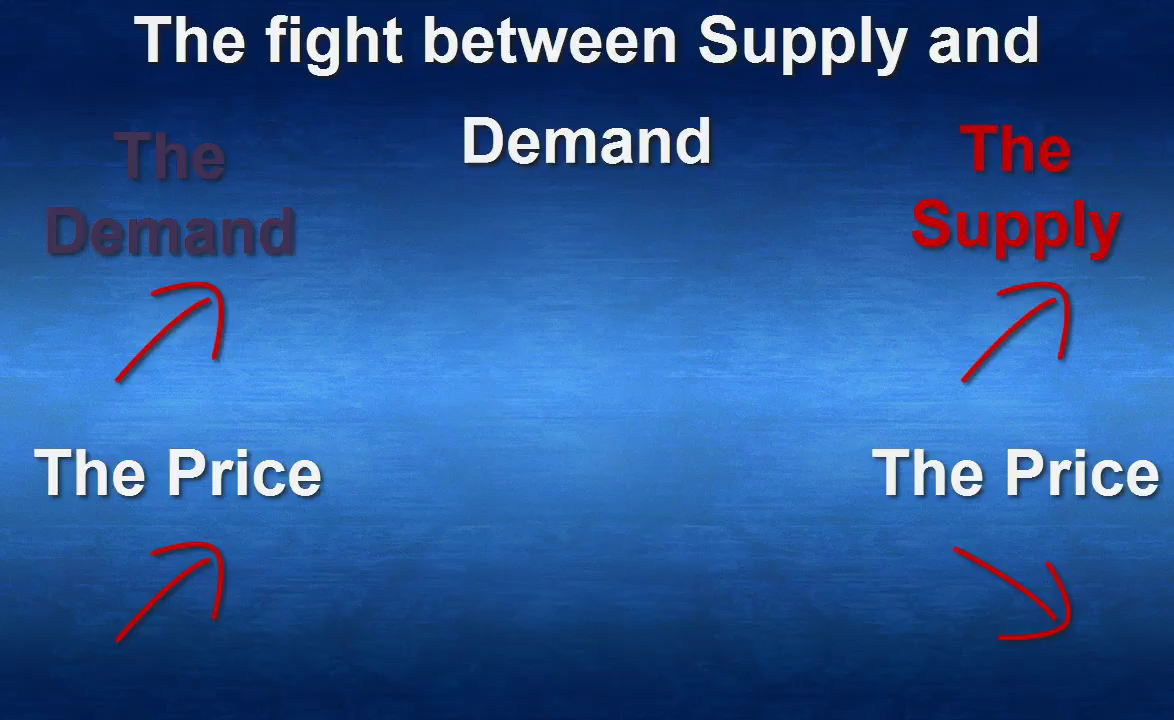 The fight between Supply and
Demand
The
Demand
The
Supply
The Price
The Price